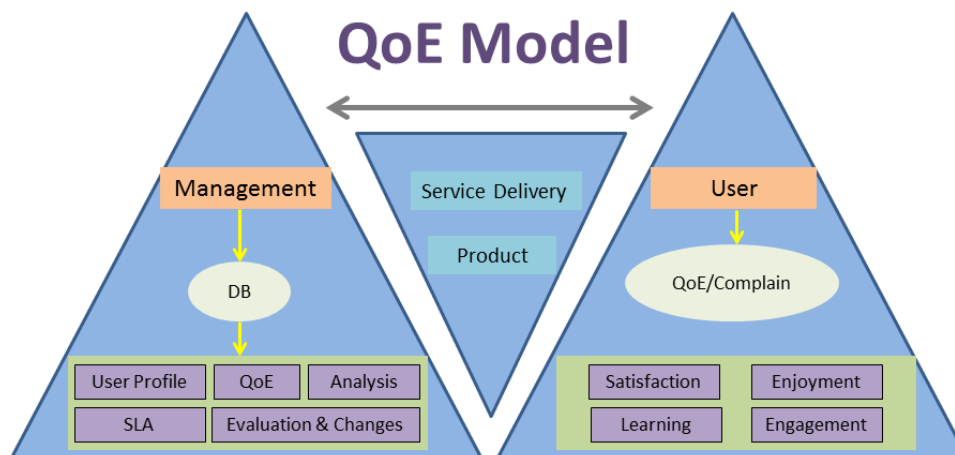 QoE Model
Management
Service Delivery
User
Product
DB
QoE/Complain
User Profile
QoE
Analysis
SLA
Evaluation & Changes
Satisfaction
Enjoyment
Learning
Engagement